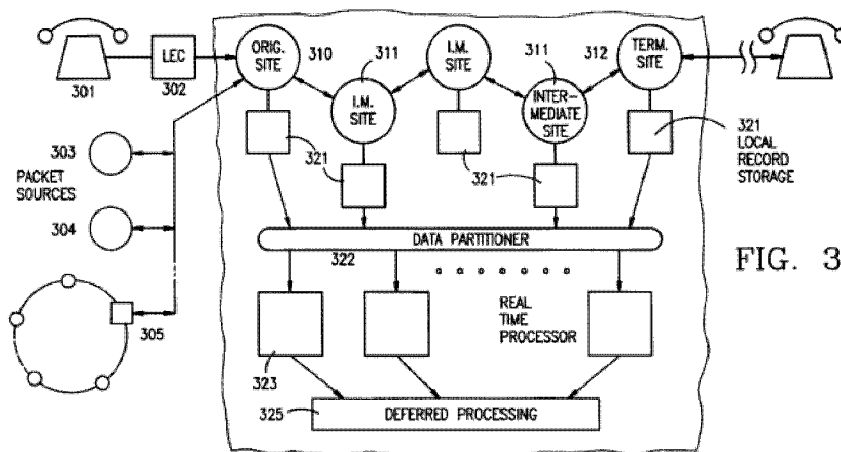 301
LEC
302
ORIG.
SITE
310
311
I.M.
SITE
I.M.
SITE
311
INTER-
MEDIATE SITE
312
TERM.
SITE
303
PACKET
SOURCES
304
305
321
321
321
LOCAL
RECORD
STORAGE
DATA PARTITIONER
322
REAL
TIME
PROCESSOR
323
325
DEFERRED PROCESSING
FIG. 3